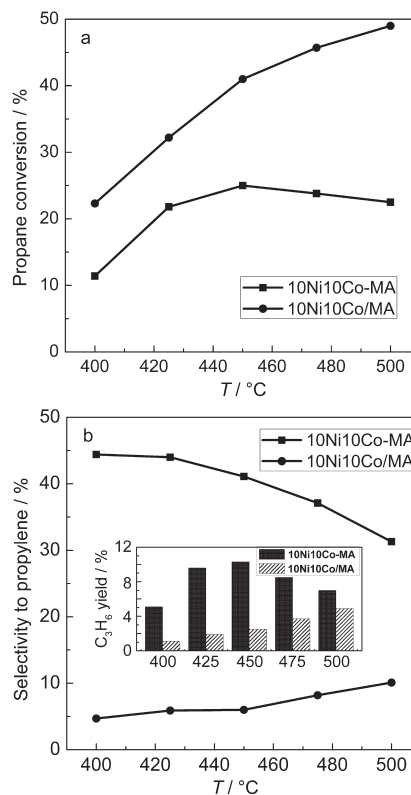 a
50
40
30
20
10
0
Propane conversion / %
10Ni10Co-MA
10Ni10Co/MA
400 420 440 460 480 500
T / °C
b
50
40
30
20
10
0
Selectivity to propylene / %
10Ni10Co-MA
10Ni10Co/MA
12
8
4
0
C3H6 yield / %
10Ni10Co-MA
10Ni10Co/MA
400 425 450 475 500
400 420 440 460 480 500
T / °C